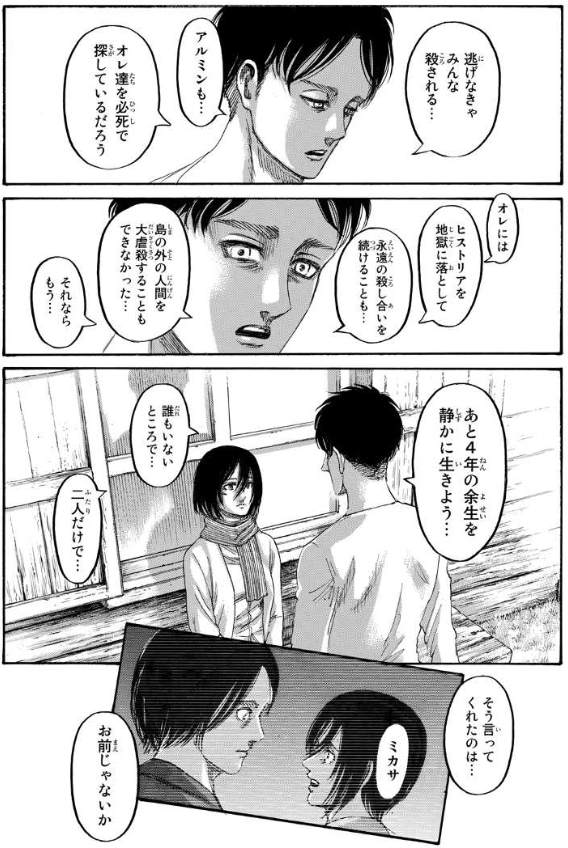 逃げなきゃ
みんな
殺される…
アルミンも…
オレ達を必死で
探しているだろう
オレには
ヒストリアを
地獄に落として
永遠の殺し合いを
続けることも…
島の外の人間を
大虐殺することも
できなかった…
それなら
もう…
あと4年の余生を
静かに生きよう…
誰もいない
ところで…
二人だけで…
そう言って
くれたのは…
ミカサ
お前じゃないか